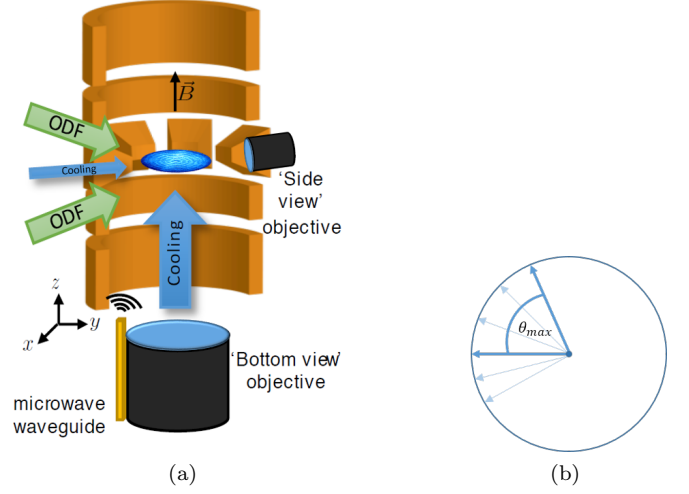 B
ODF
Cooling
'Side
view'
objective
ODF
Cooling
z
y
x
'Bottom view'
objective
microwave
waveguide
θmax
(a)
(b)